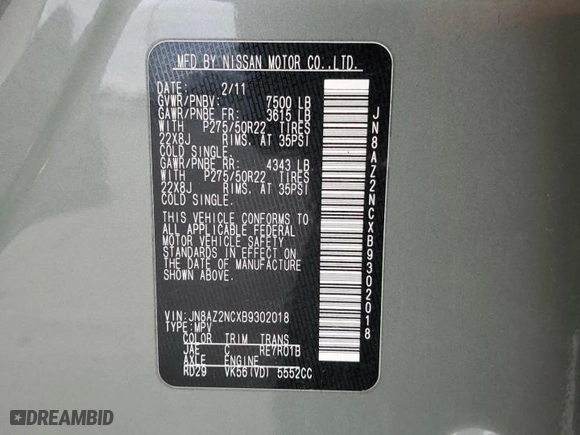 MFD BY NISSAN MOTOR CO.,LTD.
DATE: 2/11
GVWR/PNBV: 7500 LB
GAWR/PNBE FR: 3615 LB
WITH P275/50R22 TIRES
22X8J RIMS. AT 35PSI
COLD SINGLE.
GAWR/PNBE RR: 4343 LB
WITH P275/50R22 TIRES
22X8J RIMS. AT 35PSI
COLD SINGLE.
THIS VEHICLE CONFORMS TO
ALL APPLICABLE FEDERAL
MOTOR VEHICLE SAFETY
STANDARDS IN EFFECT ON
THE DATE OF MANUFACTURE
SHOWN ABOVE.
VIN: JN8AZ2NCXB9302018
TYPE: MPV
COLOR TRIM TRANS
JAE C RE7R01B
AXLE ENGINE
RD29 VK56(VD) 5552CC
JN8AZ2NCXB9302018
DREAMBID